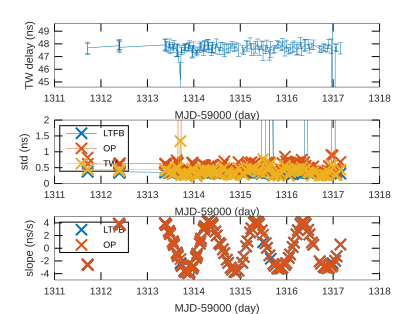 TW delay (ns)
49
48
47
46
45
1311 1312 1313 1314 1315 1316 1317 1318
MJD-59000 (day)
std (ns)
2
1.5
1
0.5
0
LTFB
OP
TW
1311 1312 1313 1314 1315 1316 1317 1318
MJD-59000 (day)
slope (ns/s)
4
2
0
-2
-4
LTFB
OP
1311 1312 1313 1314 1315 1316 1317 1318
MJD-59000 (day)